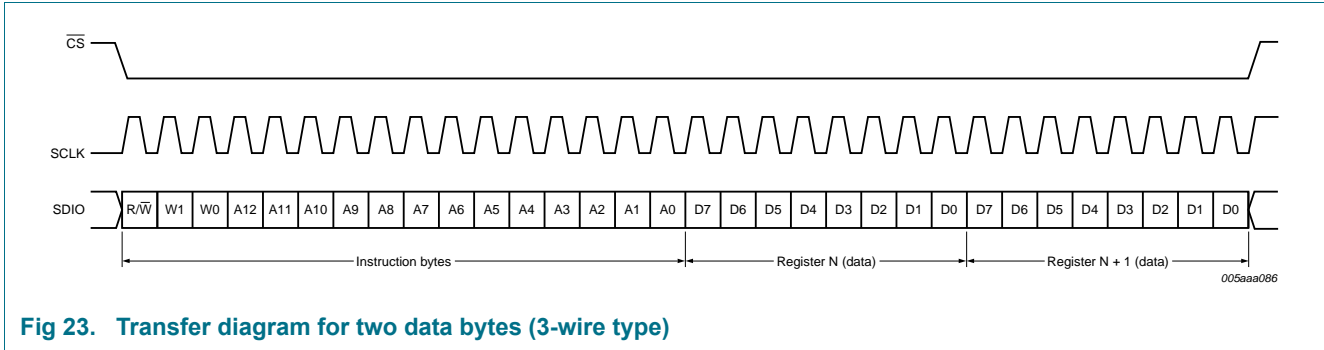 CS
SCLK
SDIO R/W W1 W0 A12 A11 A10 A9 A8 A7 A6 A5 A4 A3 A2 A1 A0 D7 D6 D5 D4 D3 D2 D1 D0 D7 D6 D5 D4 D3 D2 D1 D0
Instruction bytes Register N (data) Register N + 1 (data)
005aaa086
Fig 23. Transfer diagram for two data bytes (3-wire type)